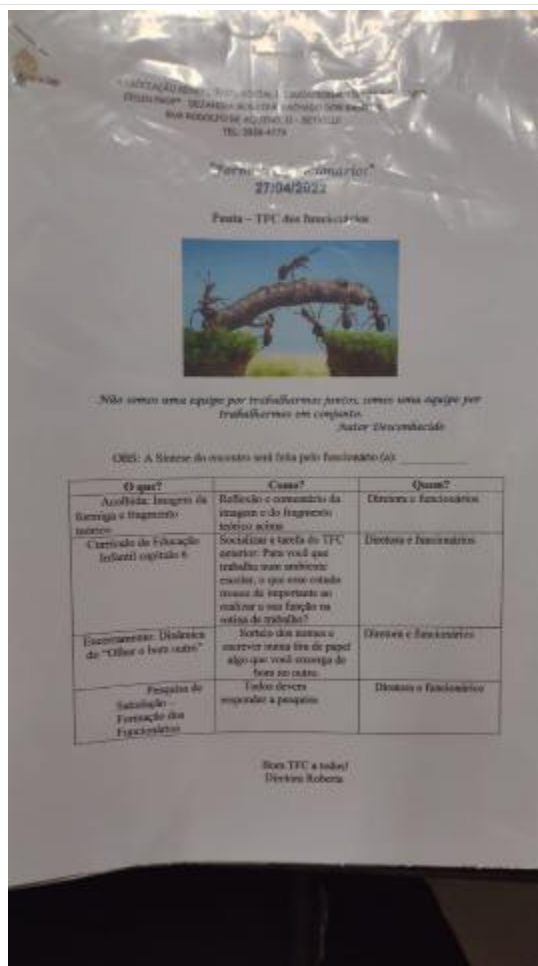 TEL: 3939-4779
27/04/2022
Pauta – TFC dos funcionários
Não somos uma equipe por trabalharmos juntos, somos uma equipe por
trabalharmos em conjunto.
Autor Desconhecido
OBS: A Síntese do encontro será feita pelo funcionário (a):
O que?
Como?
Quem?
Acolhida: Imagem da
formiga e fragmento
teórico
Reflexão e comentário da
imagem e do fragmento
teórico acima
Diretora e funcionários
Currículo da Educação
Infantil capítulo 6
Socializar a tarefa do TFC
anterior: Para você que
trabalha num ambiente
escolar, o que esse estudo
trouxe de importante ao
realizar a sua função na
rotina de trabalho?
Diretora e funcionários
Encerramento: Dinâmica
do "Olhar o bom outro"
Sorteio dos nomes e
escrever numa tira de papel
algo que você enxerga de
bom no outro.
Diretora e funcionários
Pesquisa de
Satisfação –
Formação dos
Funcionários
Todos devem
responder a pesquisa
Diretora e funcionários
Bom TFC a todos!
Diretora Roberta